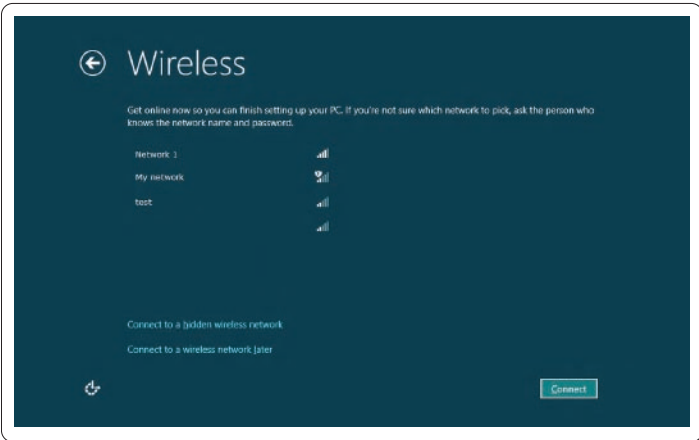 Wireless
Get online now so you can finish setting up your PC. If you're not sure which network to pick, ask the person who
knows the network name and password.
Network 1
My network
test
Connect to a hidden wireless network
Connect to a wireless network later
Connect